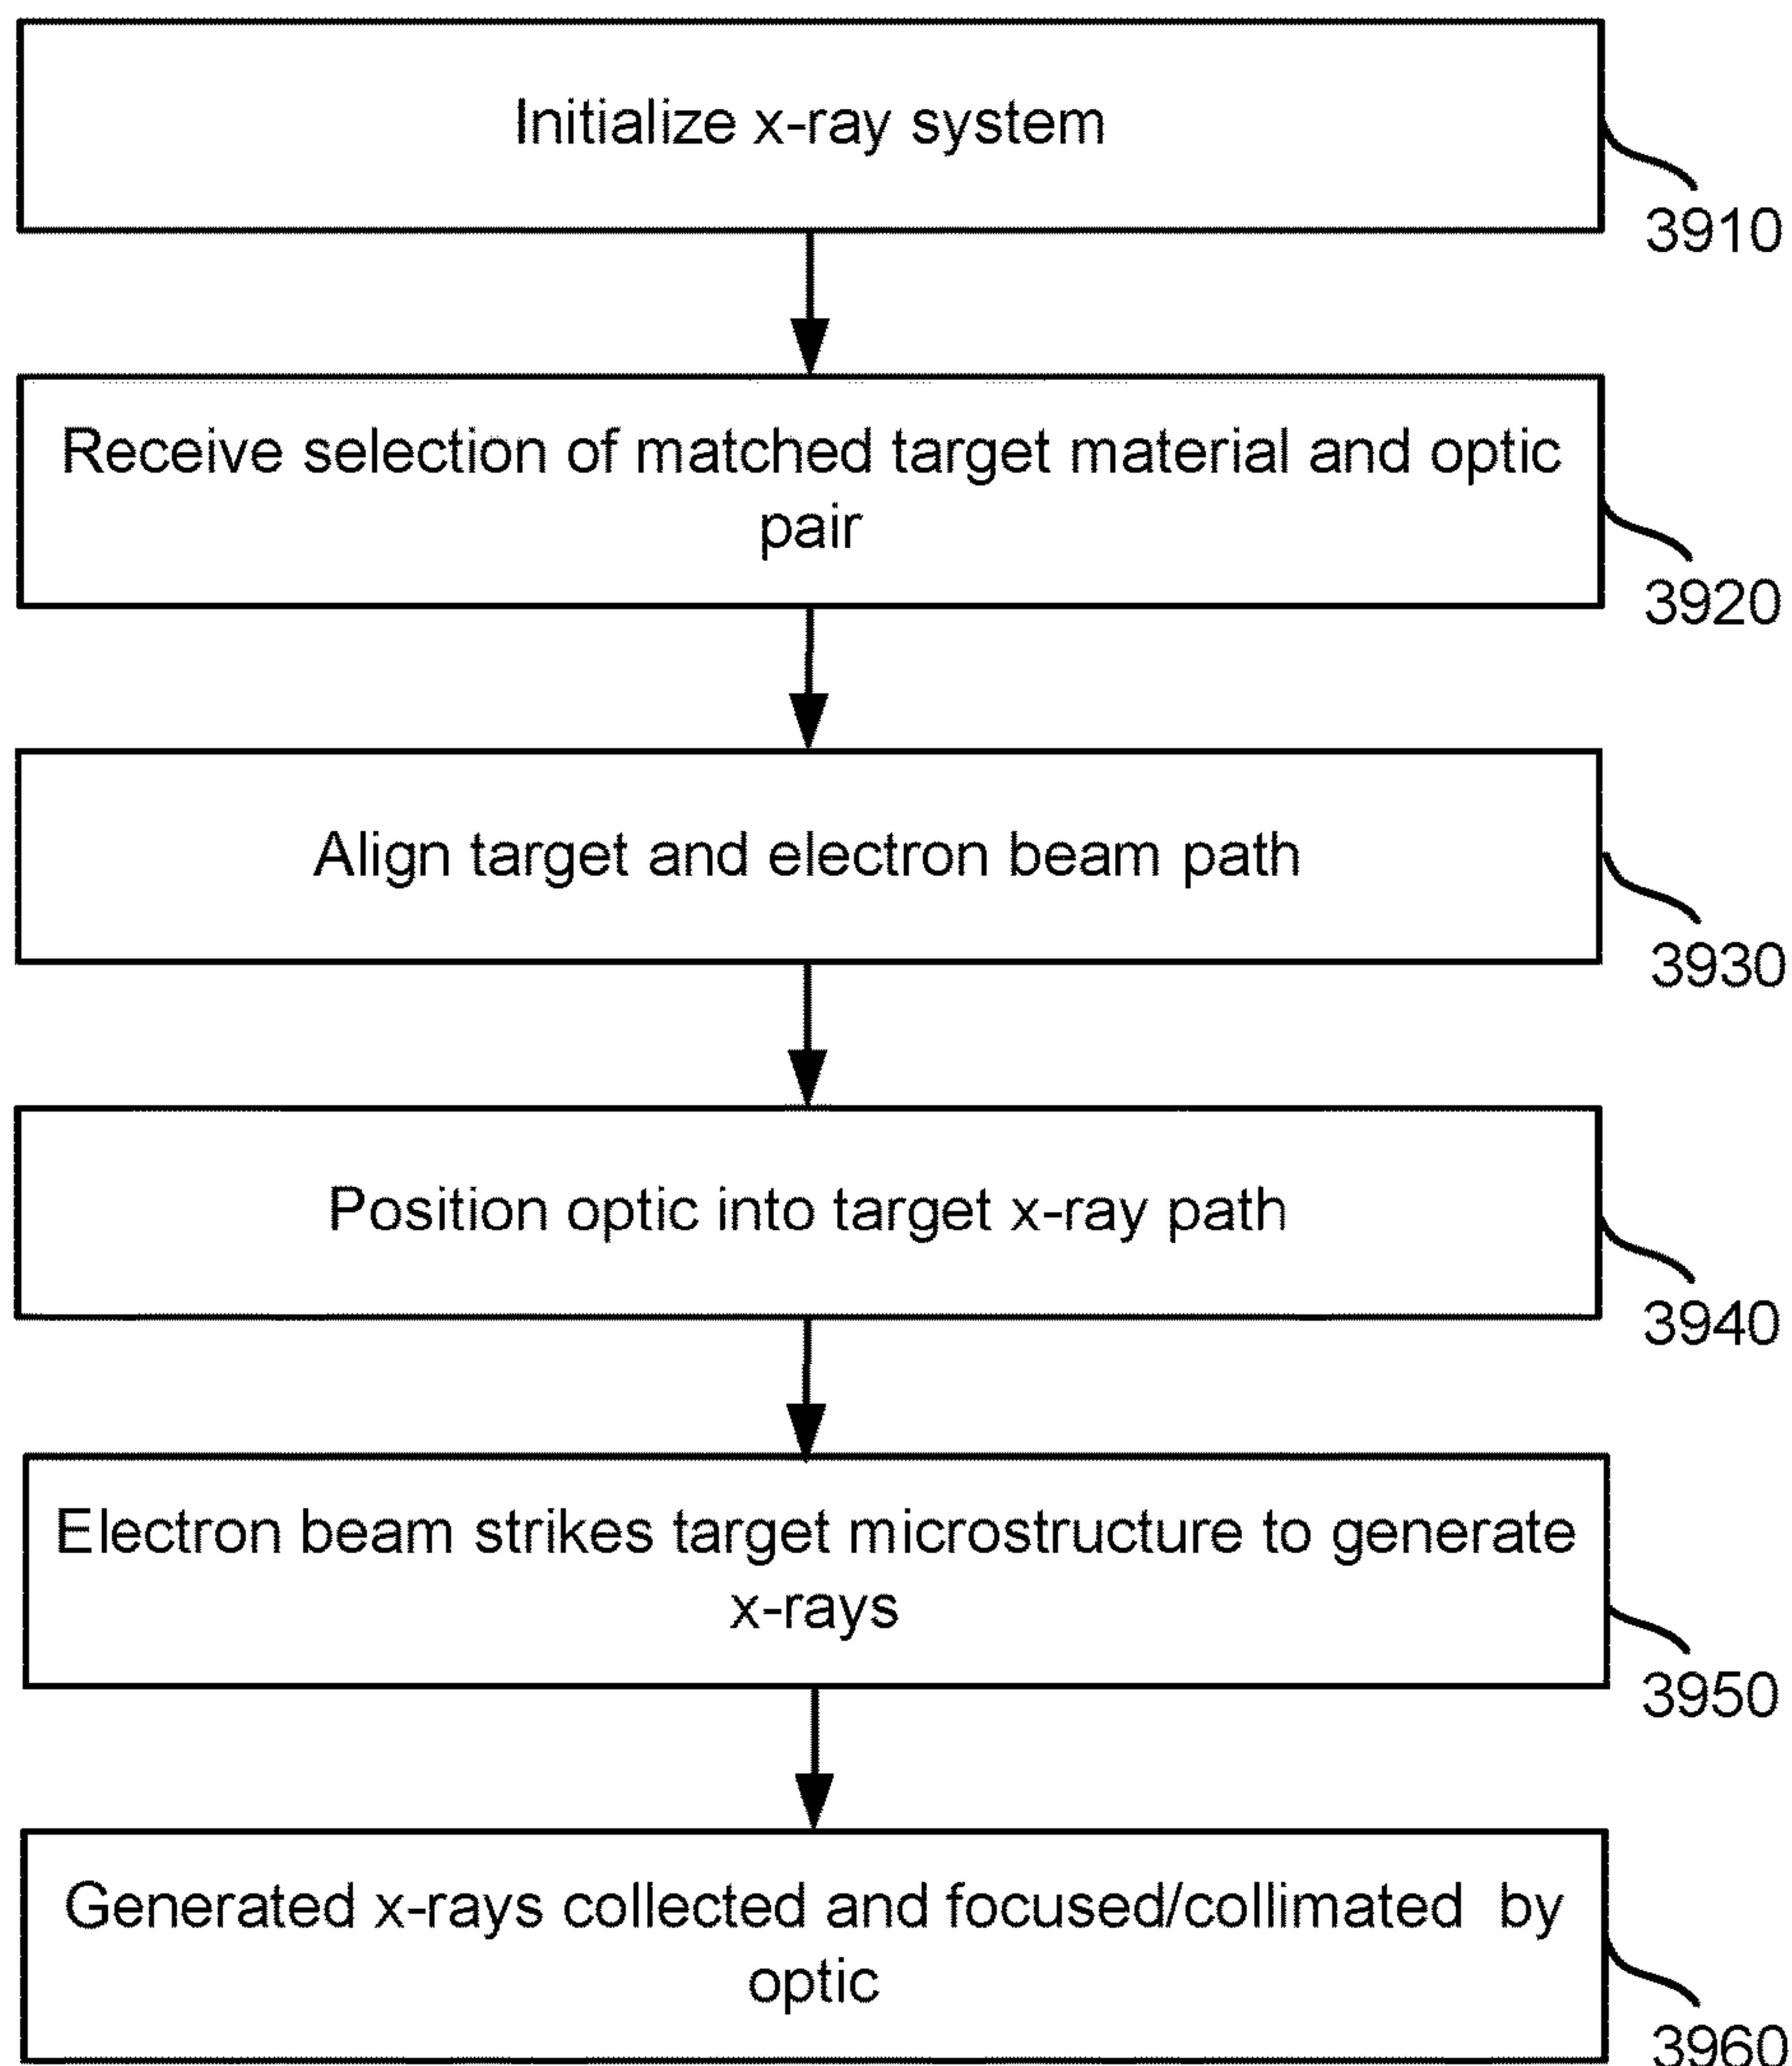 Initialize x-ray system
3910
Receive selection of matched target material and optic
pair
3920
Align target and electron beam path
3930
Position optic into target x-ray path
3940
Electron beam strikes target microstructure to generate
x-rays
3950
Generated x-rays collected and focused/collimated by
optic
3960